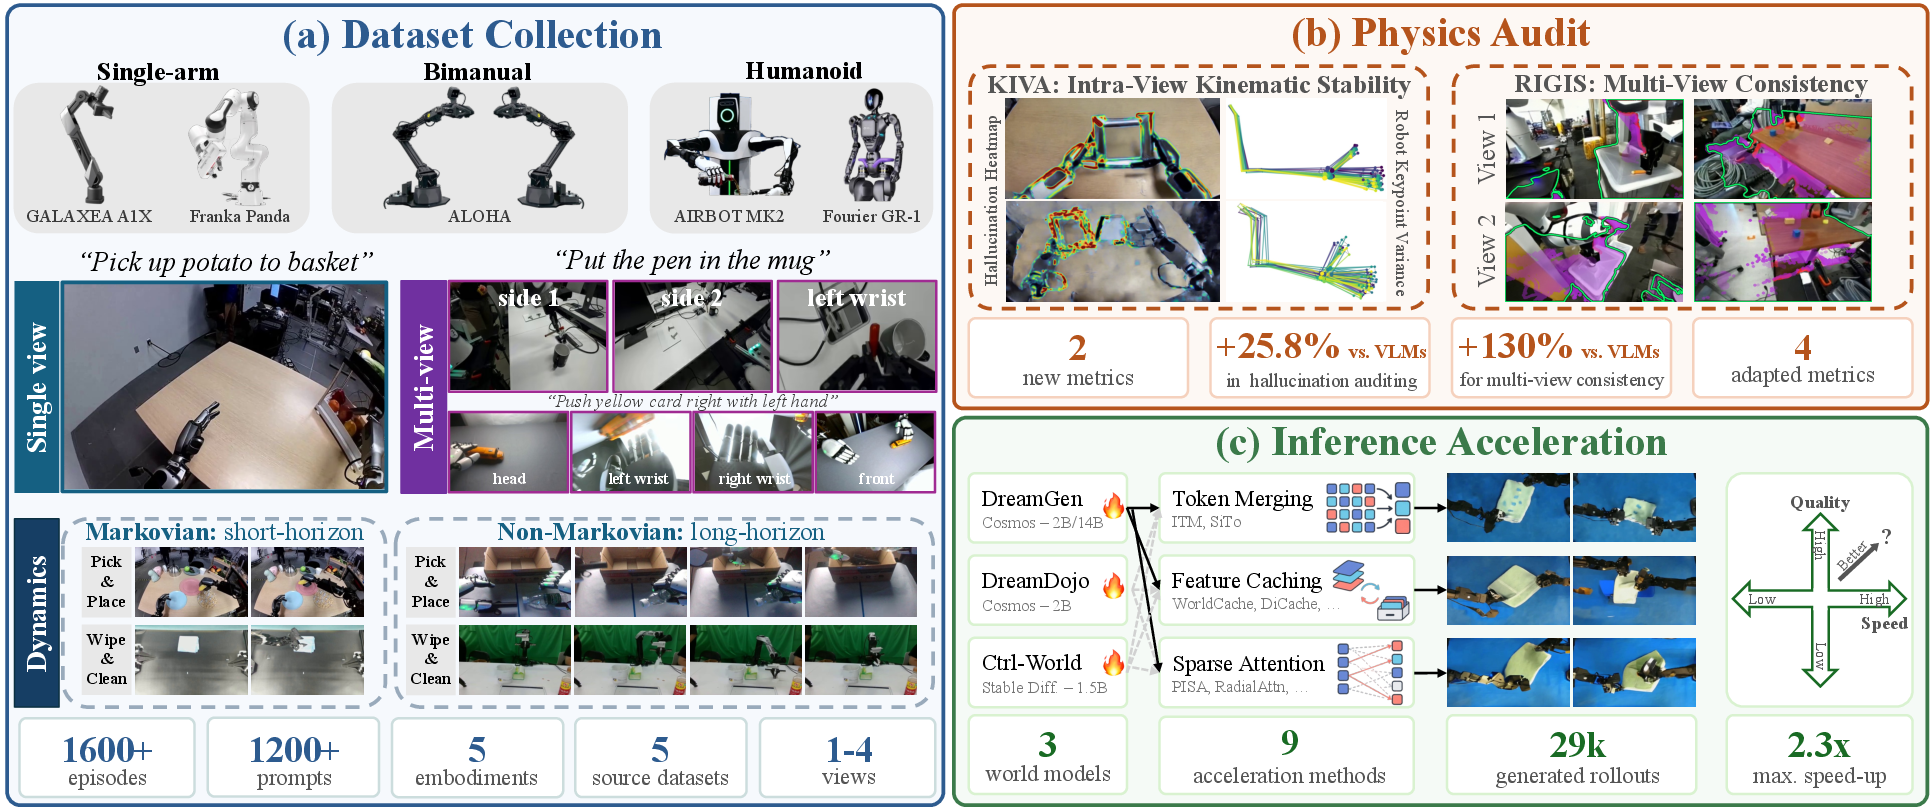 (a) Dataset Collection
Single-arm
Bimanual
Humanoid
GALAXEA A1X
Franka Panda
ALOHA
AIRBOT MK2
Fourier GR-1
“Pick up potato to basket”
“Put the pen in the mug”
Single view
Multi-view
side 1
side 2
left wrist
“Push yellow card right with left hand”
head
left wrist
right wrist
front
Dynamics
Markovian: short-horizon
Pick
&
Place
Wipe
&
Clean
Non-Markovian: long-horizon
Pick
&
Place
Wipe
&
Clean
1600+
episodes
1200+
prompts
5
embodiments
5
source datasets
1-4
views
(b) Physics Audit
KIVA: Intra-View Kinematic Stability
Hallucination Heatmap
Robot Keypoint Variance
RIGIS: Multi-View Consistency
View 1
View 2
2
new metrics
+25.8% vs. VLMs
in hallucination auditing
+130% vs. VLMs
for multi-view consistency
4
adapted metrics
(c) Inference Acceleration
DreamGen
Cosmos – 2B/14B
DreamDojo
Cosmos – 2B
Ctrl-World
Stable Diff. – 1.5B
Token Merging
ITM, SiTo
Feature Caching
WorldCache, DiCache, ...
Sparse Attention
PISA, RadialAttn, ...
Quality
High
Better
?
Low
High
Speed
Low
3
world models
9
acceleration methods
29k
generated rollouts
2.3x
max. speed-up